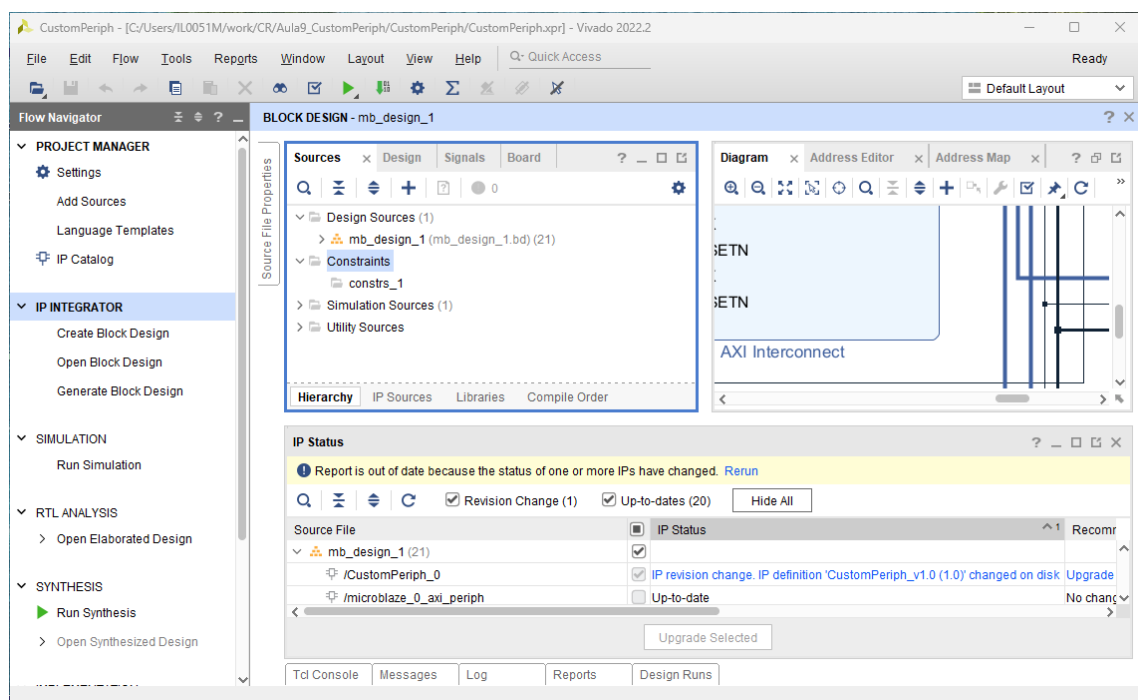 CustomPeriph - [C:/Users/IL0051M/work/CR/Aula9_CustomPeriph/CustomPeriph/CustomPeriph.xpr] - Vivado 2022.2
File Edit Flow Tools Reports Window Layout View Help Q- Quick Access Ready
Default Layout
Flow Navigator
PROJECT MANAGER
Settings
Add Sources
Language Templates
IP Catalog
IP INTEGRATOR
Create Block Design
Open Block Design
Generate Block Design
SIMULATION
Run Simulation
RTL ANALYSIS
Open Elaborated Design
SYNTHESIS
Run Synthesis
Open Synthesized Design
BLOCK DESIGN - mb_design_1
Source File Properties
Sources Design Signals Board
0
Design Sources (1)
mb_design_1 (mb_design_1.bd) (21)
Constraints
constrs_1
Simulation Sources (1)
Utility Sources
Hierarchy IP Sources Libraries Compile Order
Diagram Address Editor Address Map
SETN
SETN
AXI Interconnect
IP Status
Report is out of date because the status of one or more IPs have changed. Rerun
Revision Change (1) Up-to-dates (20) Hide All
Source File IP Status 1 Recomm
mb_design_1 (21)
/CustomPeriph_0 IP revision change. IP definition 'CustomPeriph_v1.0 (1.0)' changed on disk Upgrade
/microblaze_0_axi_periph Up-to-date No chang
Upgrade Selected
Tcl Console Messages Log Reports Design Runs